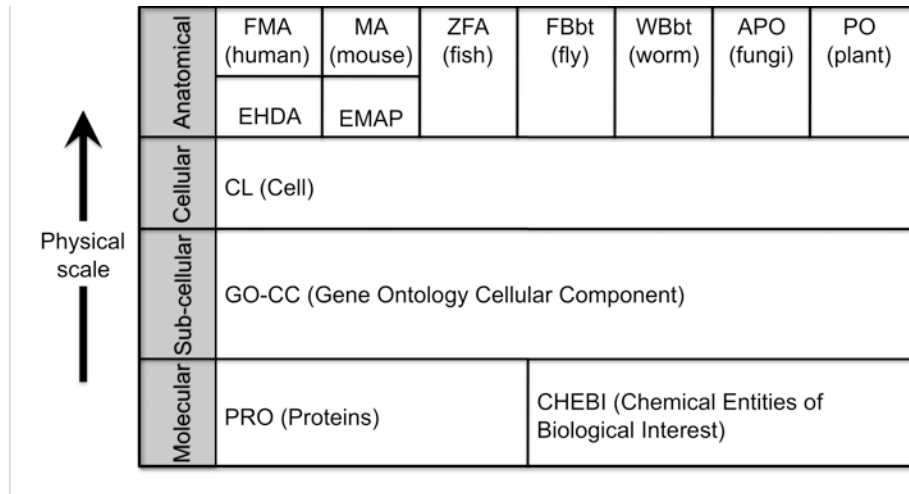 Anatomical
FMA
(human)
MA
(mouse)
ZFA
(fish)
FBbt
(fly)
WBbt
(worm)
APO
(fungi)
PO
(plant)
EHDA
EMAP
Cellular
CL (Cell)
Physical
scale
Sub-cellular
GO-CC (Gene Ontology Cellular Component)
Molecular
PRO (Proteins)
CHEBI (Chemical Entities of
Biological Interest)